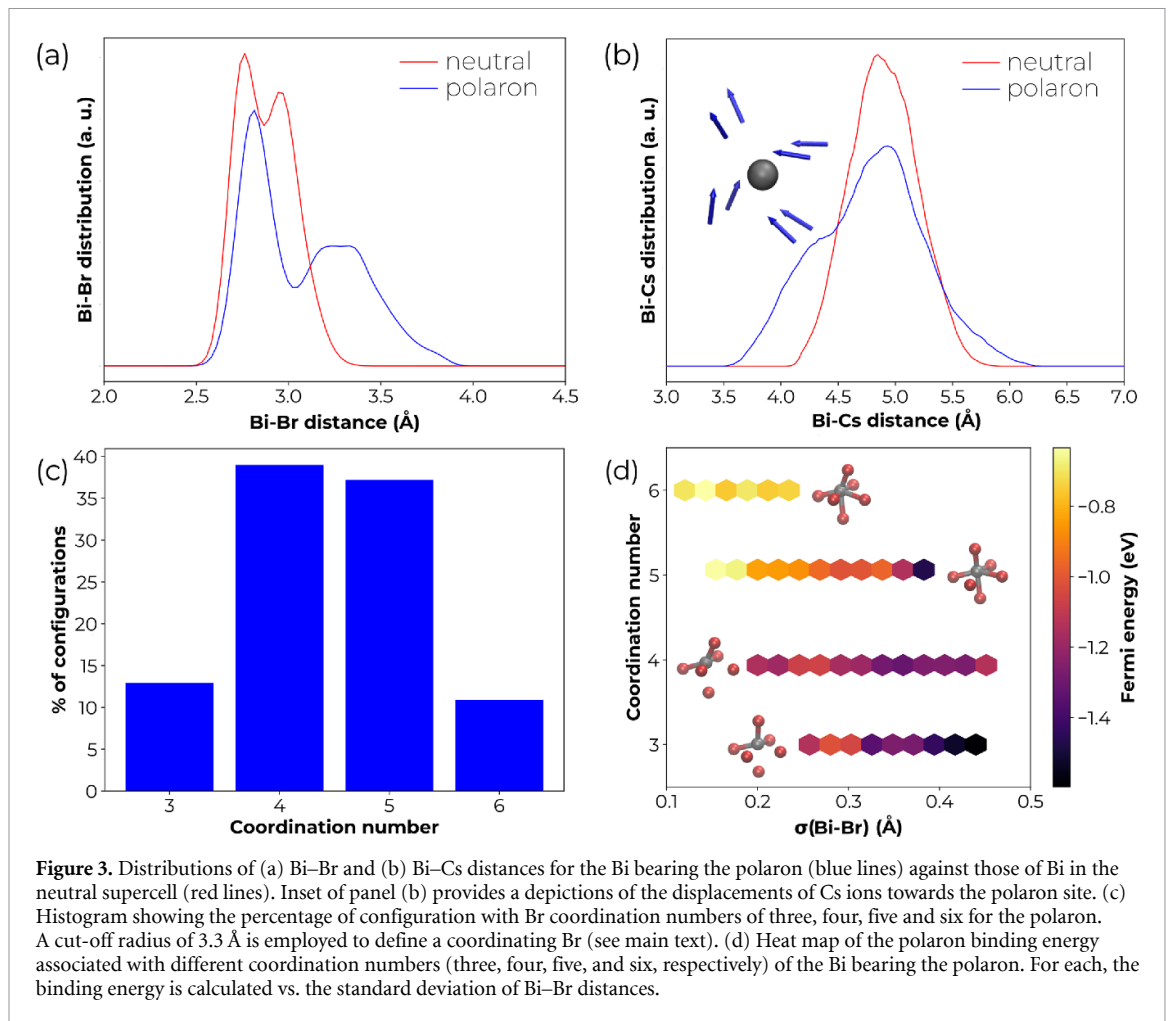 (a)
neutral
polaron
Bi-Br distribution (a. u.)
2.0 2.5 3.0 3.5 4.0 4.5
Bi-Br distance (Å)
(b)
neutral
polaron
Bi-Cs distribution (a. u.)
3.0 3.5 4.0 4.5 5.0 5.5 6.0 6.5 7.0
Bi-Cs distance (Å)
(c)
% of configurations
40
35
30
25
20
15
10
5
0
3 4 5 6
Coordination number
(d)
Coordination number
6
5
4
3
0.1 0.2 0.3 0.4 0.5
σ(Bi-Br) (Å)
−0.8
−1.0
−1.2
−1.4
Fermi energy (eV)
Figure 3. Distributions of (a) Bi–Br and (b) Bi–Cs distances for the Bi bearing the polaron (blue lines) against those of Bi in the
neutral supercell (red lines). Inset of panel (b) provides a depictions of the displacements of Cs ions towards the polaron site. (c)
Histogram showing the percentage of configuration with Br coordination numbers of three, four, five and six for the polaron.
A cut-off radius of 3.3 Å is employed to define a coordinating Br (see main text). (d) Heat map of the polaron binding energy
associated with different coordination numbers (three, four, five, and six, respectively) of the Bi bearing the polaron. For each, the
binding energy is calculated vs. the standard deviation of Bi–Br distances.